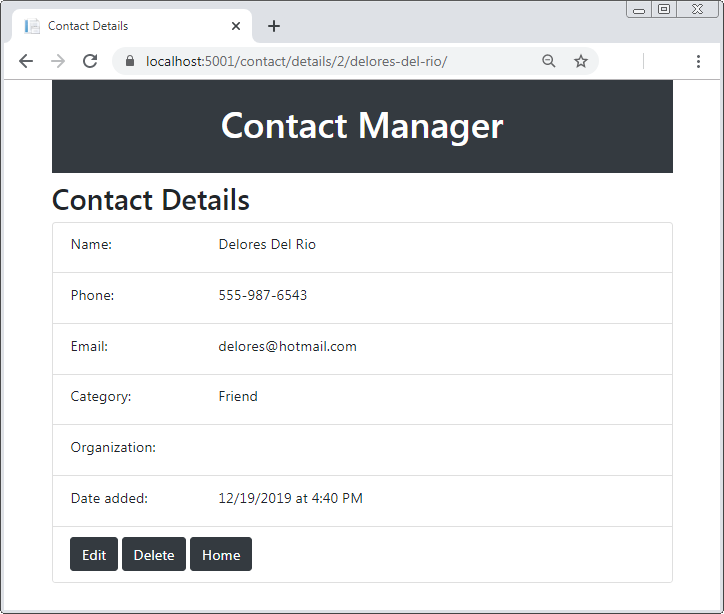 Contact Details
localhost:5001/contact/details/2/delores-del-rio/
Contact Manager
Contact Details
Name: Delores Del Rio
Phone: 555-987-6543
Email: delores@hotmail.com
Category: Friend
Organization:
Date added: 12/19/2019 at 4:40 PM
Edit Delete Home